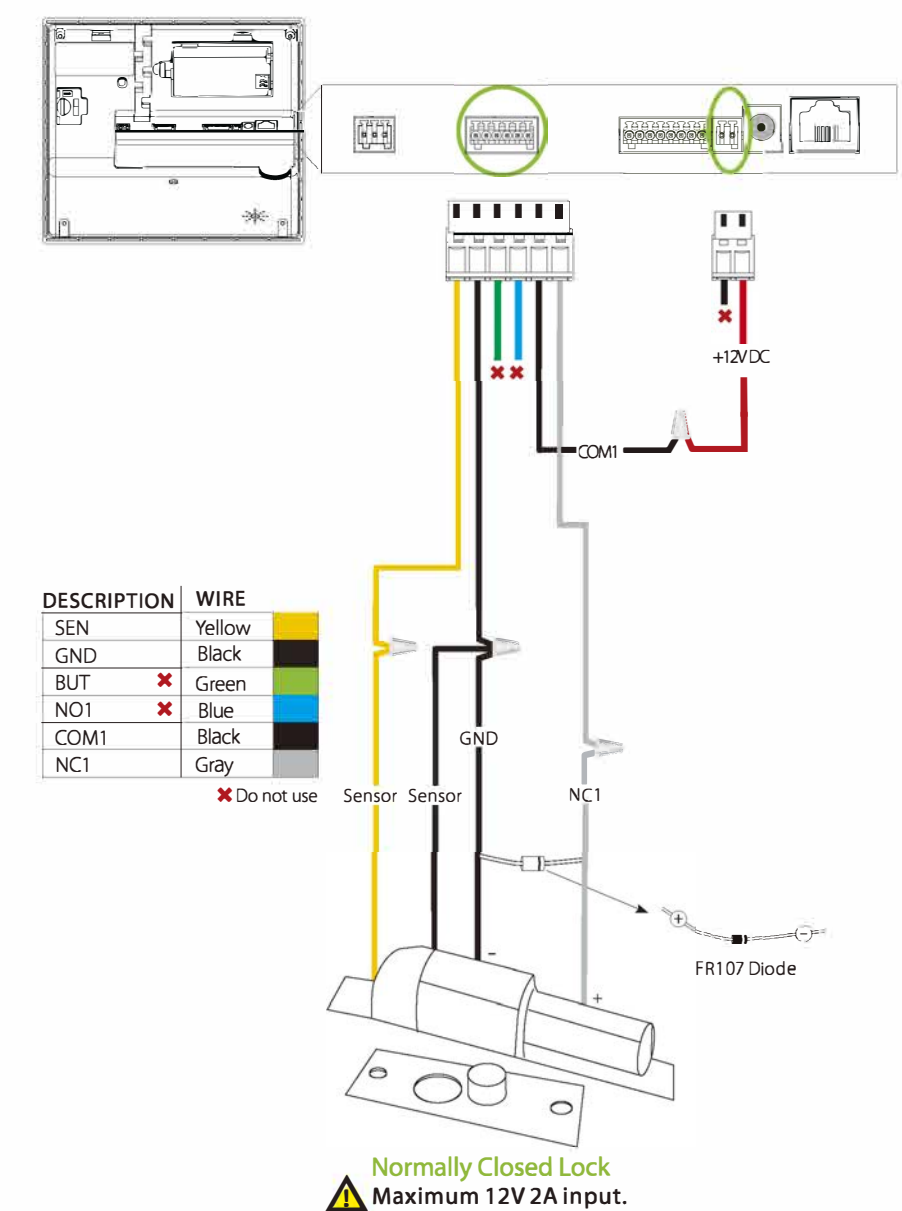 +12V DC
COM1
DESCRIPTION WIRE
SEN Yellow
GND Black
BUT ✖ Green
NO1 ✖ Blue
COM1 Black
NC1 Gray
✖ Do not use
GND
Sensor Sensor NC1
-
+
+ -
FR107 Diode
Normally Closed Lock
Maximum 12V 2A input.